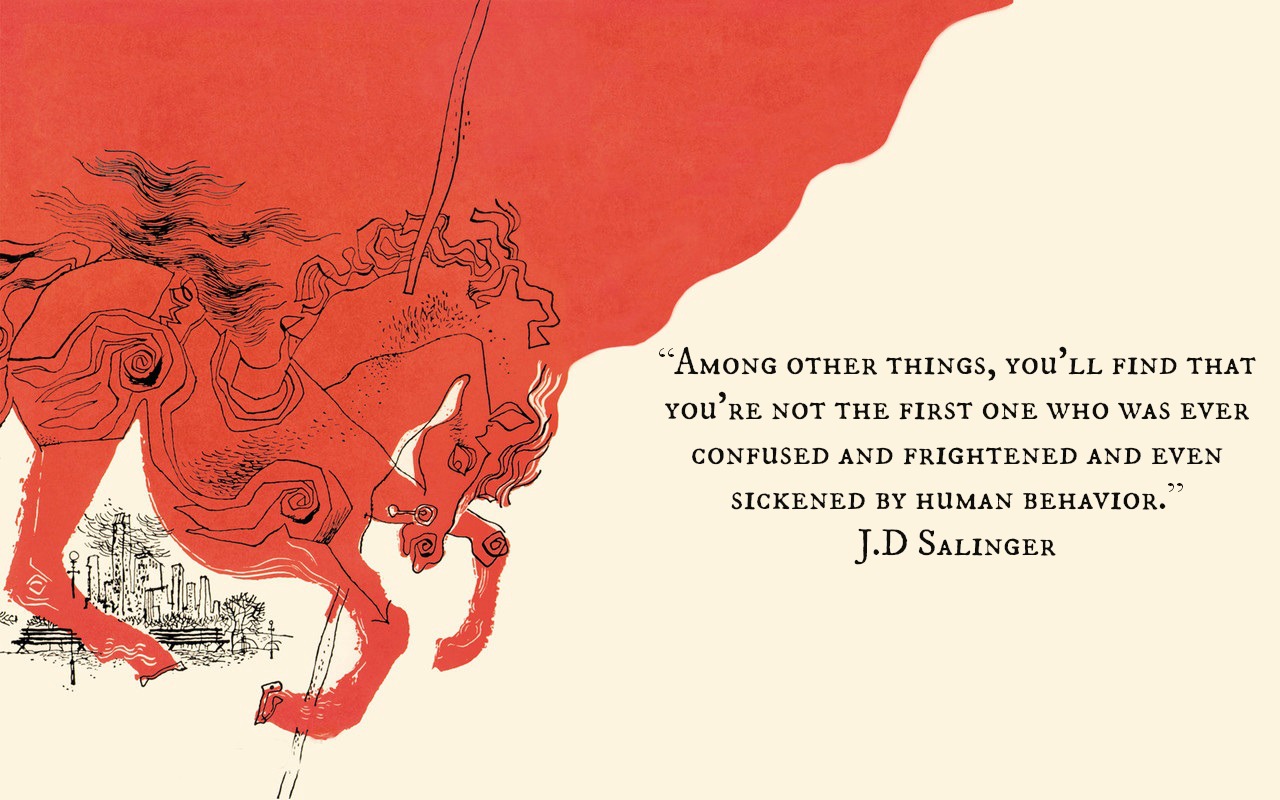 “Among other things, you’ll find that
you’re not the first one who was ever
confused and frightened and even
sickened by human behavior.”
J.D Salinger